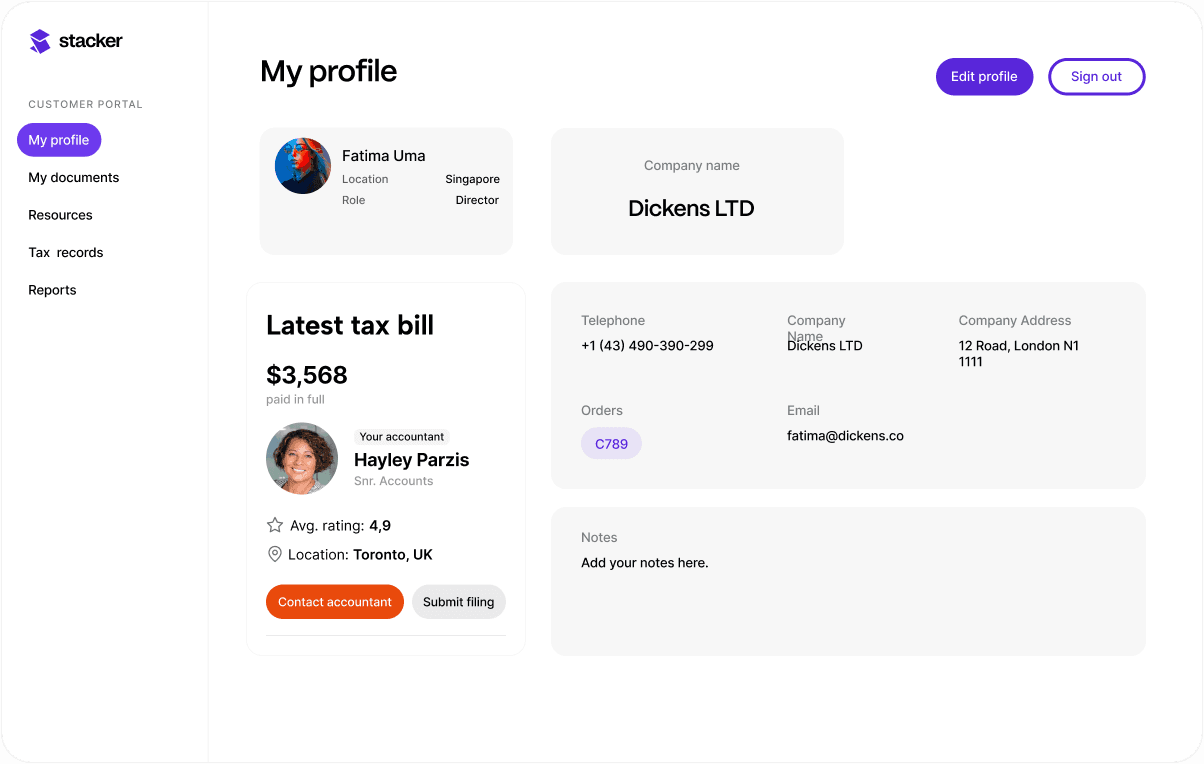 stacker
CUSTOMER PORTAL
My profile
My documents
Resources
Tax records
Reports
My profile
Edit profile
Sign out
Fatima Uma
Location Singapore
Role Director
Company name
Dickens LTD
Latest tax bill
$3,568
paid in full
Your accountant
Hayley Parzis
Snr. Accounts
Avg. rating: 4,9
Location: Toronto, UK
Contact accountant
Submit filing
Telephone
+1 (43) 490-390-299
Company
Name
Dickens LTD
Company Address
12 Road, London N1
1111
Orders
C789
Email
fatima@dickens.co
Notes
Add your notes here.